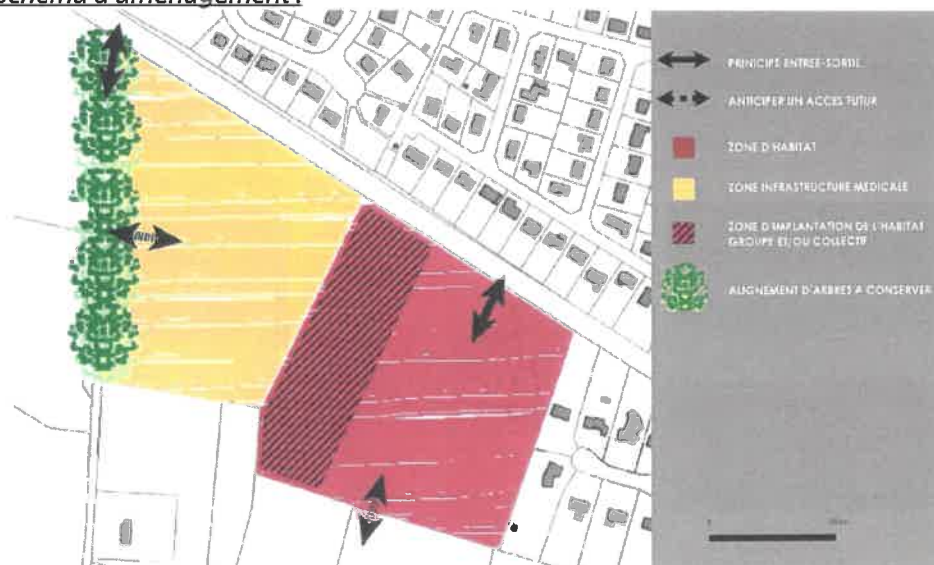 schéma d'aménagement :
PRINCIPE ENTREE-SORTIE
ANTICIPER UN ACCES FUTUR
ZONE D'HABITAT
ZONE INFRASTRUCTURE MEDICALE
ZONE D'IMPLANTATION DE L'HABITAT
GROUPE ET/OU COLLECTIF
ALIGNEMENT D'ARBRES A CONSERVER